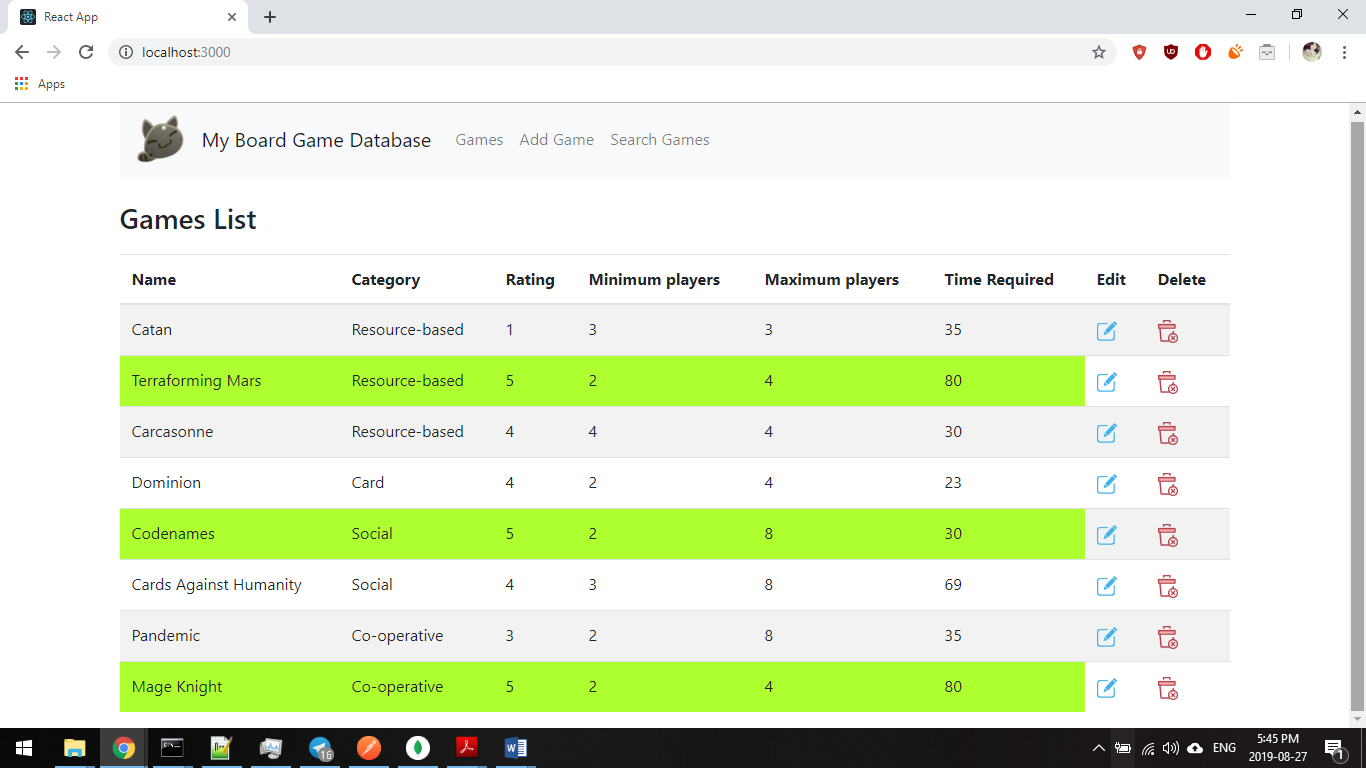 React App
localhost:3000
Apps
My Board Game Database Games Add Game Search Games
Games List
Name Category Rating Minimum players Maximum players Time Required Edit Delete
Catan Resource-based 1 3 3 35
Terraforming Mars Resource-based 5 2 4 80
Carcasonne Resource-based 4 4 4 30
Dominion Card 4 2 4 23
Codenames Social 5 2 8 30
Cards Against Humanity Social 4 3 8 69
Pandemic Co-operative 3 2 8 35
Mage Knight Co-operative 5 2 4 80
16
ENG
5:45 PM
2019-08-27
1